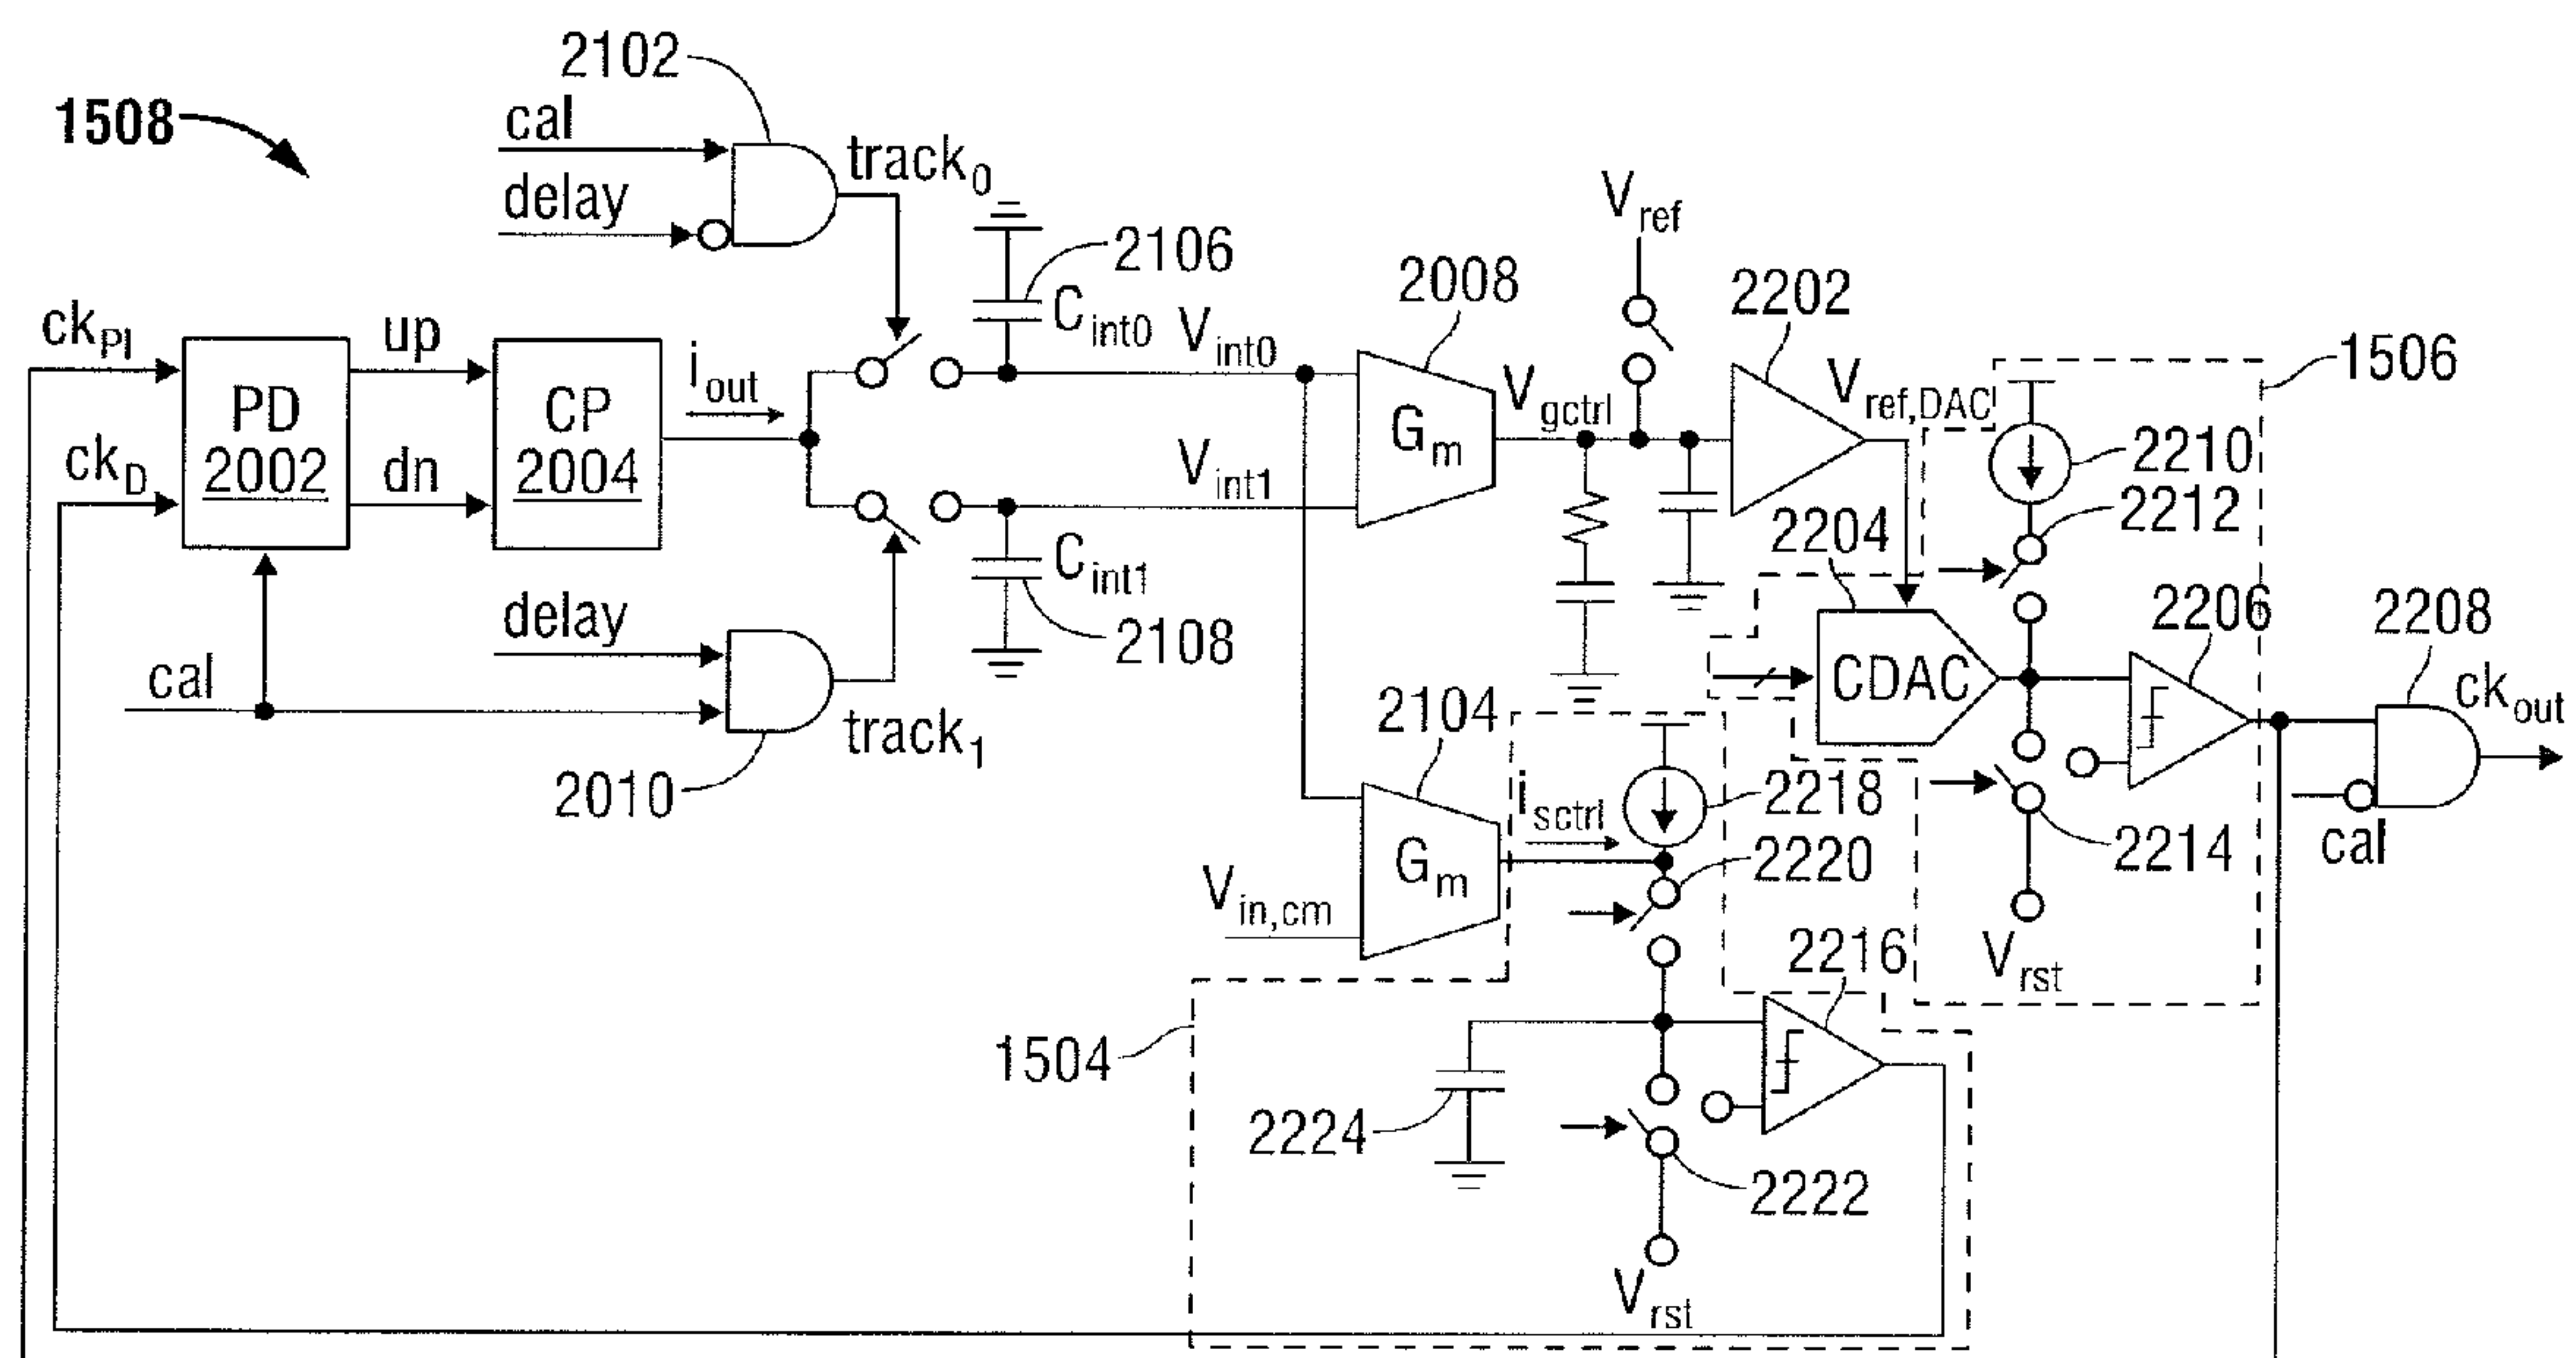 2102
1508
cal
delay
track0
Vref
2106
Cint0
2008
2202
ckPI
up
iout
Vint0
Vgctrl
Vref,DAC
1506
PD
2002
CP
2004
Gm
2210
2212
ckD
dn
Vint1
2204
Cint1
2108
2206
2208
delay
cal
CDAC
ckout
track1
2104
2010
isctrl
2218
2220
2214
cal
Vin,cm
Gm
2216
Vrst
1504
2224
2222
Vrst